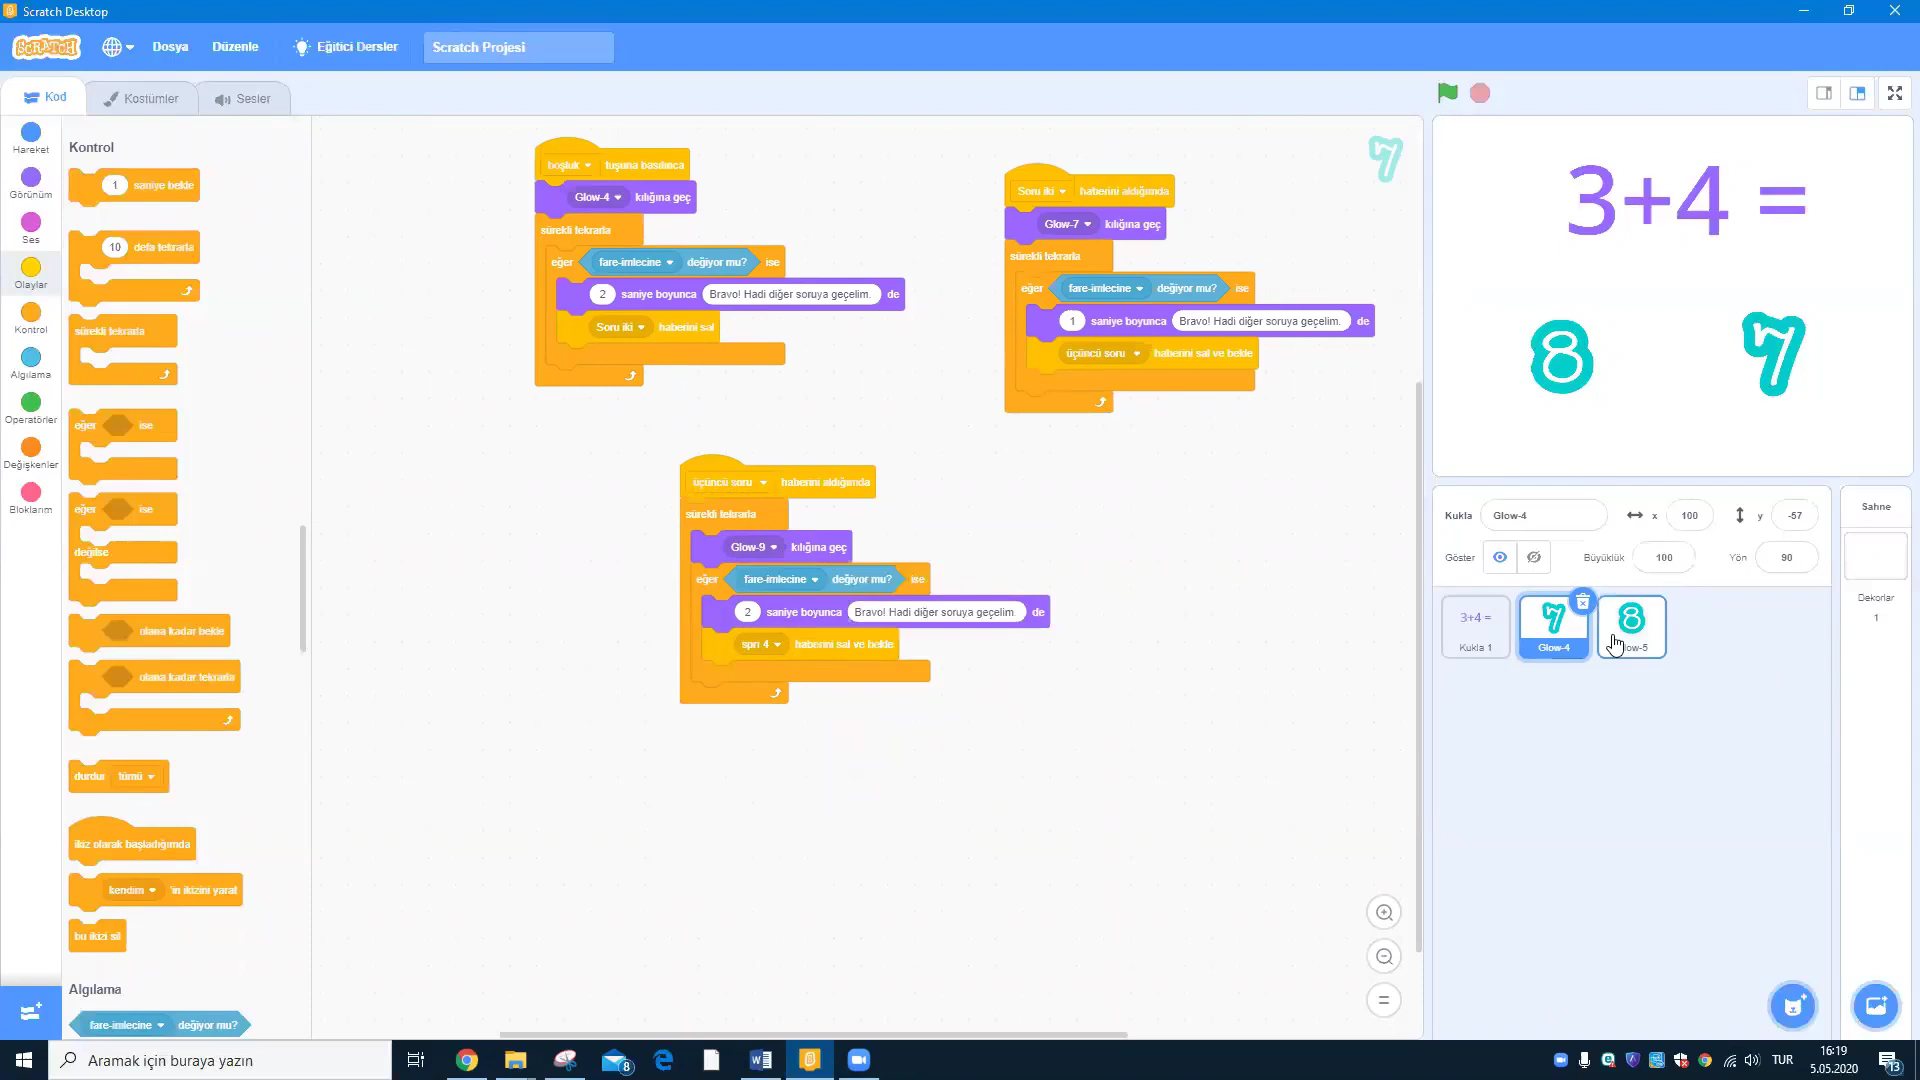 Scratch Desktop
SCRATCH
Dosya
Düzenle
Eğitici Dersler
Scratch Projesi
Kod
Kostümler
Sesler
Hareket
Görünüm
Ses
Olaylar
Kontrol
Algılama
Operatörler
Değişkenler
Bloklarım
Kontrol
1 saniye bekle
10 defa tekrarla
sürekli tekrarla
eğer ise
eğer ise
değilse
olana kadar bekle
olana kadar tekrarla
durdur tümü
ikiz olarak başladığımda
kendim 'in ikizini yarat
bu ikizi sil
Algılama
fare-imlecine değiyor mu?
boşluk tuşuna basılınca
Glow-4 kılığına geç
sürekli tekrarla
eğer fare-imlecine değiyor mu? ise
2 saniye boyunca Bravo! Hadi diğer soruya geçelim. de
Soru iki haberini sal
Soru iki haberini aldığımda
Glow-7 kılığına geç
sürekli tekrarla
eğer fare-imlecine değiyor mu? ise
1 saniye boyunca Bravo! Hadi diğer soruya geçelim. de
üçüncü soru haberini sal ve bekle
üçüncü soru haberini aldığımda
sürekli tekrarla
Glow-9 kılığına geç
eğer fare-imlecine değiyor mu? ise
2 saniye boyunca Bravo! Hadi diğer soruya geçelim. de
spri 4 haberini sal ve bekle
7
3+4 =
8 7
Kukla Glow-4 x 100 y -57
Göster Büyüklük 100 Yön 90
3+4 =
Kukla 1
7
Glow-4
8
low-5
Sahne
Dekorlar
1
Aramak için buraya yazın
8
TUR
16:19
5.05.2020
13